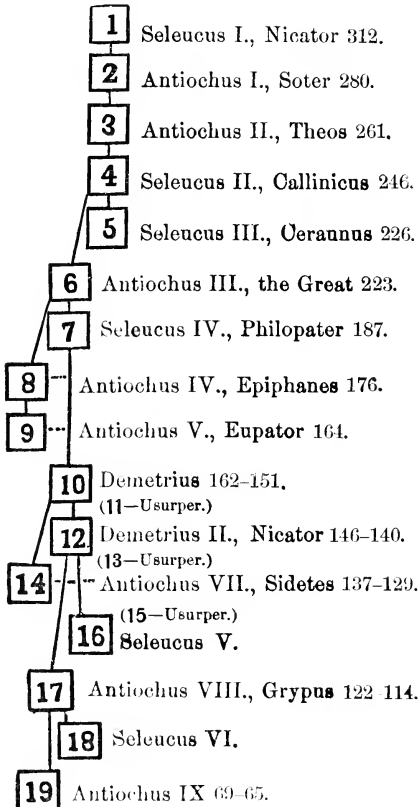 1 Seleucus I., Nicator 312.
2 Antiochus I., Soter 280.
3 Antiochus II., Theos 261.
4 Seleucus II., Callinicus 246.
5 Seleucus III., Ceraunus 226.
6 Antiochus III., the Great 223.
7 Seleucus IV., Philopater 187.
8 Antiochus IV., Epiphanes 176.
9 Antiochus V., Eupator 164.
10 Demetrius 162–151.
(11—Usurper.)
12 Demetrius II., Nicator 146–140.
(13—Usurper.)
14 Antiochus VII., Sidetes 137–129.
(15—Usurper.)
16 Seleucus V.
17 Antiochus VIII., Grypus 122–114.
18 Seleucus VI.
19 Antiochus IX 69–65.